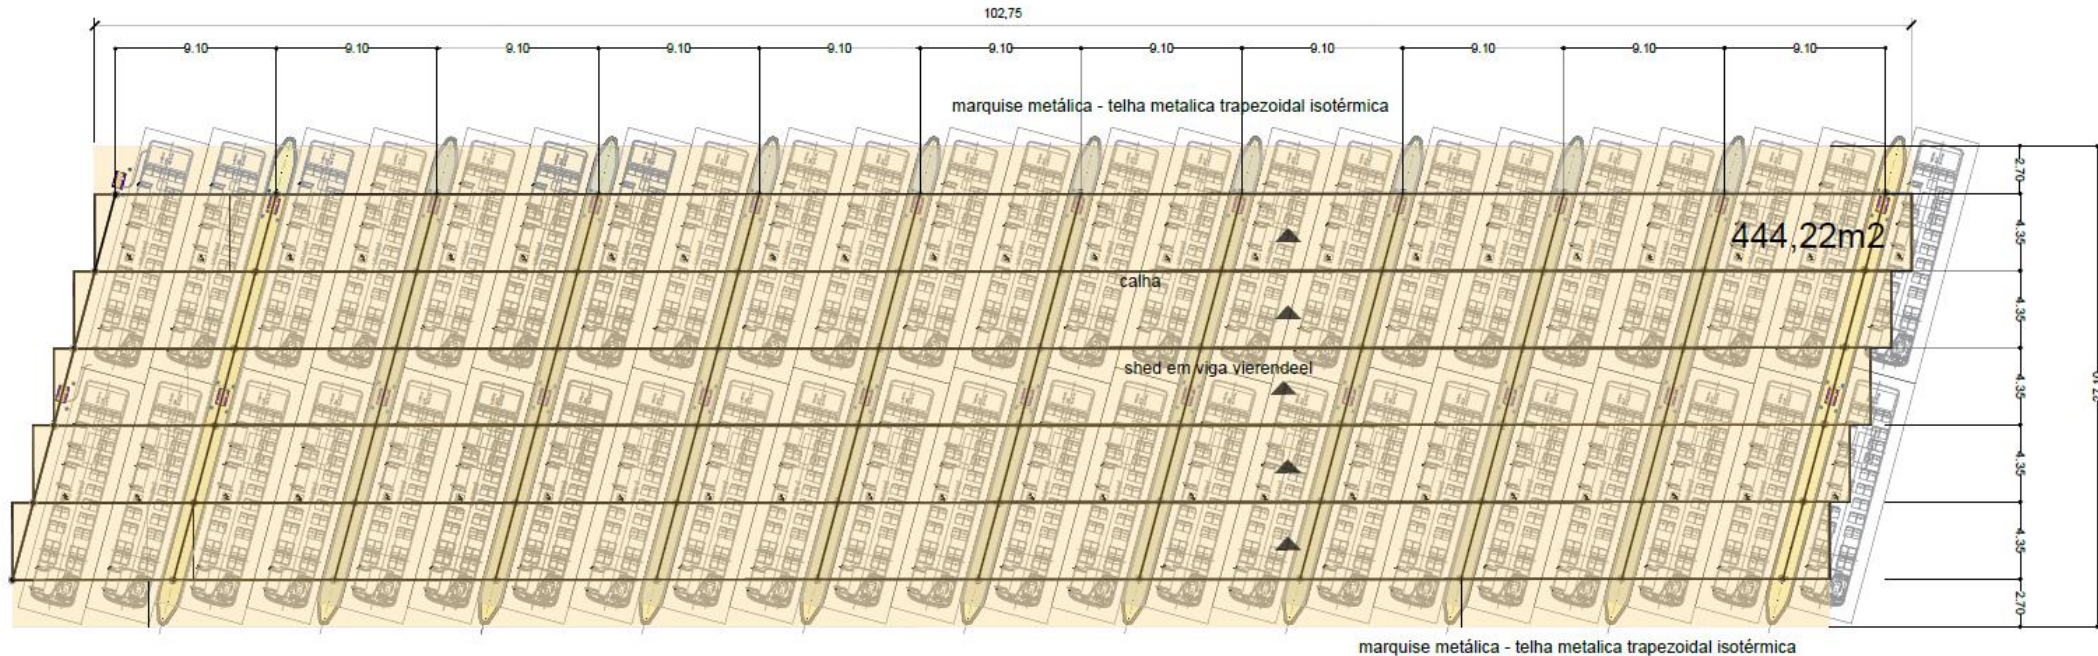 102,75
9.10 9.10 9.10 9.10 9.10 9.10 9.10 9.10 9.10 9.10 9.10
marquise metálica - telha metalica trapezoidal isotérmica
2.70
444,22m2
4.35
calha
4.35
shed em viga vierendeel
4.35
4.35
4.35
2.70
marquise metálica - telha metalica trapezoidal isotérmica